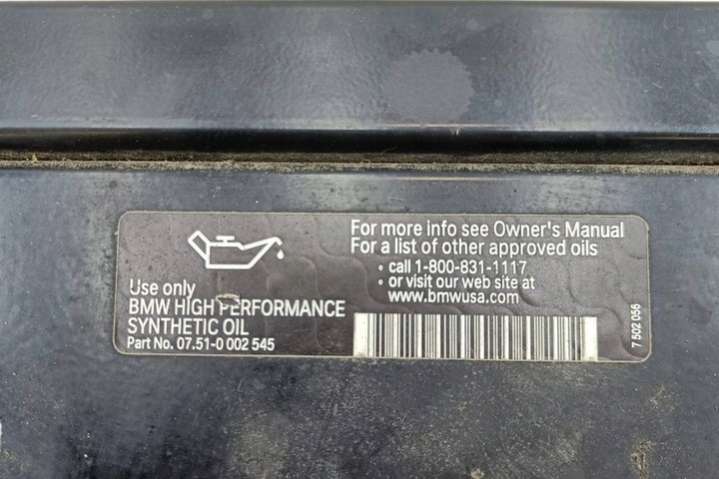 Use only
BMW HIGH PERFORMANCE
SYNTHETIC OIL
Part No. 07.51-0 002 545
For more info see Owner's Manual
For a list of other approved oils
• call 1-800-831-1117
• or visit our web site at
www.bmwusa.com
7 502 056